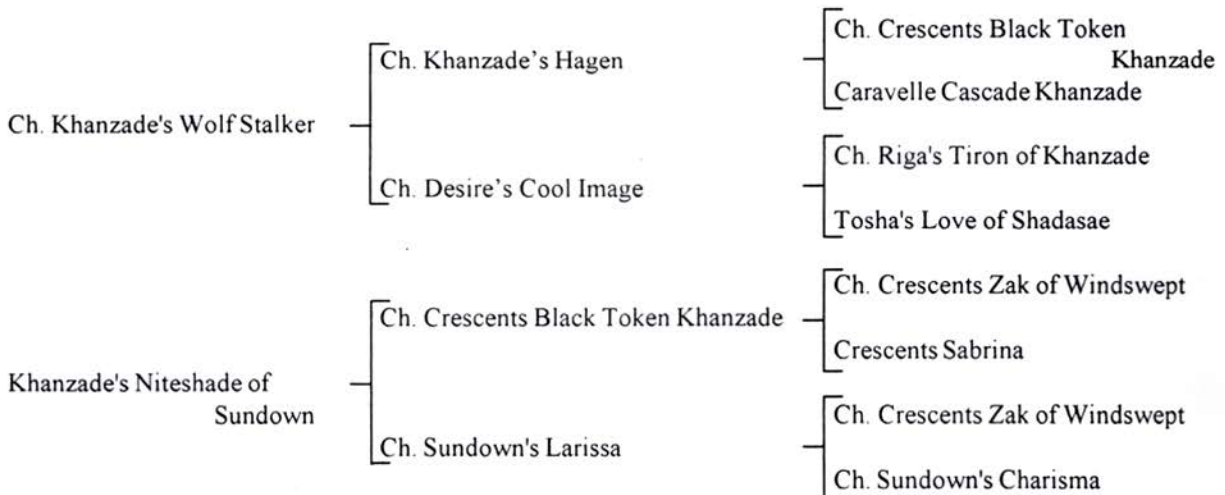 Ch. Crescents Black Token
Khanzade
Ch. Khanzade’s Hagen
Caravelle Cascade Khanzade
Ch. Khanzade's Wolf Stalker
Ch. Riga's Tiron of Khanzade
Ch. Desire’s Cool Image
Tosha's Love of Shadasae
Ch. Crescents Zak of Windswept
Ch. Crescents Black Token Khanzade
Crescents Sabrina
Khanzade's Niteshade of
Sundown
Ch. Crescents Zak of Windswept
Ch. Sundown's Larissa
Ch. Sundown's Charisma